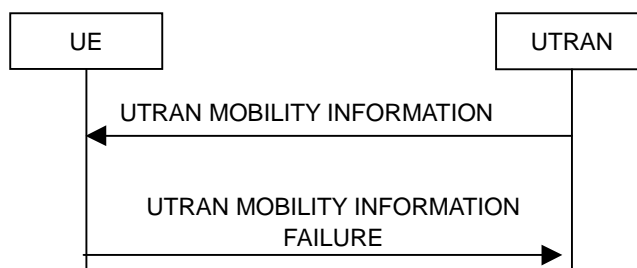 UE
UTRAN
UTRAN MOBILITY INFORMATION
UTRAN MOBILITY INFORMATION
FAILURE